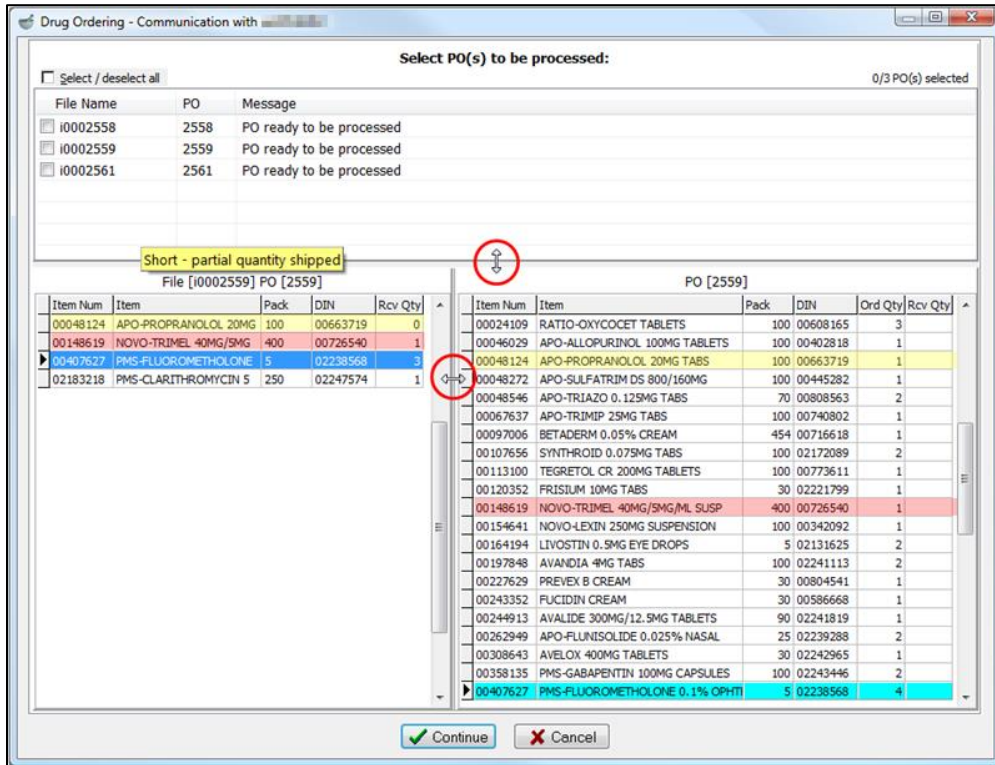 Drug Ordering - Communication with
Select PO(s) to be processed:
Select / deselect all 0/3 PO(s) selected
File Name PO Message
i0002558 2558 PO ready to be processed
i0002559 2559 PO ready to be processed
i0002561 2561 PO ready to be processed
Short - partial quantity shipped
File [i0002559] PO [2559]
Item Num Item Pack DIN Rcv Qty
00048124 APO-PROPRANOLOL 20MG 100 00663719 0
00148619 NOVO-TRIMEL 40MG/5MG 400 00726540 1
00407627 PMS-FLUOROMETHOLONE 5 02238568 3
02183218 PMS-CLARITHROMYCIN 5 250 02247574 1
PO [2559]
Item Num Item Pack DIN Ord Qty Rcv Qty
00024109 RATIO-OXYCOCET TABLETS 100 00608165 3
00046029 APO-ALLOPURINOL 100MG TABLETS 100 00402818 1
00048124 APO-PROPRANOLOL 20MG TABS 100 00663719 1
00048272 APO-SULFATRIM DS 800/160MG 100 00445282 1
00048546 APO-TRIAZO 0.125MG TABS 70 00808563 2
00067637 APO-TRIMIP 25MG TABS 100 00740802 1
00097006 BETADERM 0.05% CREAM 454 00716618 1
00107656 SYNTHROID 0.075MG TABS 100 02172089 2
00113100 TEGRETOL CR 200MG TABLETS 100 00773611 1
00120352 FRISIUM 10MG TABS 30 02221799 1
00148619 NOVO-TRIMEL 40MG/5MG/ML SUSP 400 00726540 1
00154641 NOVO-LEXIN 250MG SUSPENSION 100 00342092 1
00164194 LIVOSTIN 0.5MG EYE DROPS 5 02131625 2
00197848 AVANDIA 4MG TABS 100 02241113 2
00227629 PREVEX B CREAM 30 00804541 1
00243352 FUCIDIN CREAM 30 00586668 1
00244913 AVALIDE 300MG/12.5MG TABLETS 90 02241819 1
00262949 APO-FLUNISOLIDE 0.025% NASAL 25 02239288 2
00308643 AVELOX 400MG TABLETS 30 02242965 1
00358135 PMS-GABAPENTIN 100MG CAPSULES 100 02243446 2
00407627 PMS-FLUOROMETHOLONE 0.1% OPHTI 5 02238568 4
Continue Cancel